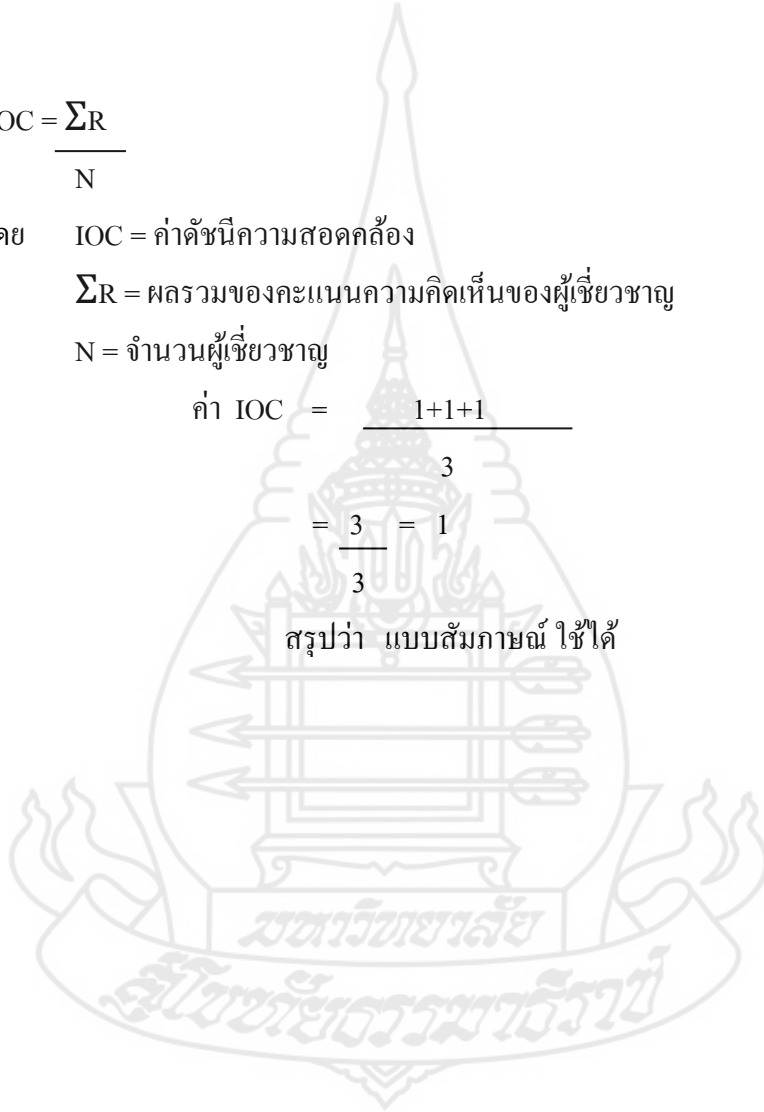 OC = ΣR
N
ดย IOC = ค่าดัชนีความสอดคล้อง
ΣR = ผลรวมของคะแนนความคิดเห็นของผู้เชี่ยวชาญ
N = จำนวนผู้เชี่ยวชาญ
ค่า IOC = 1+1+1
3
= 3 = 1
3
สรุปว่า แบบสัมภาษณ์ ใช้ได้
มหาวิทยาลัย
สุโขทัยธรรมาธิราช